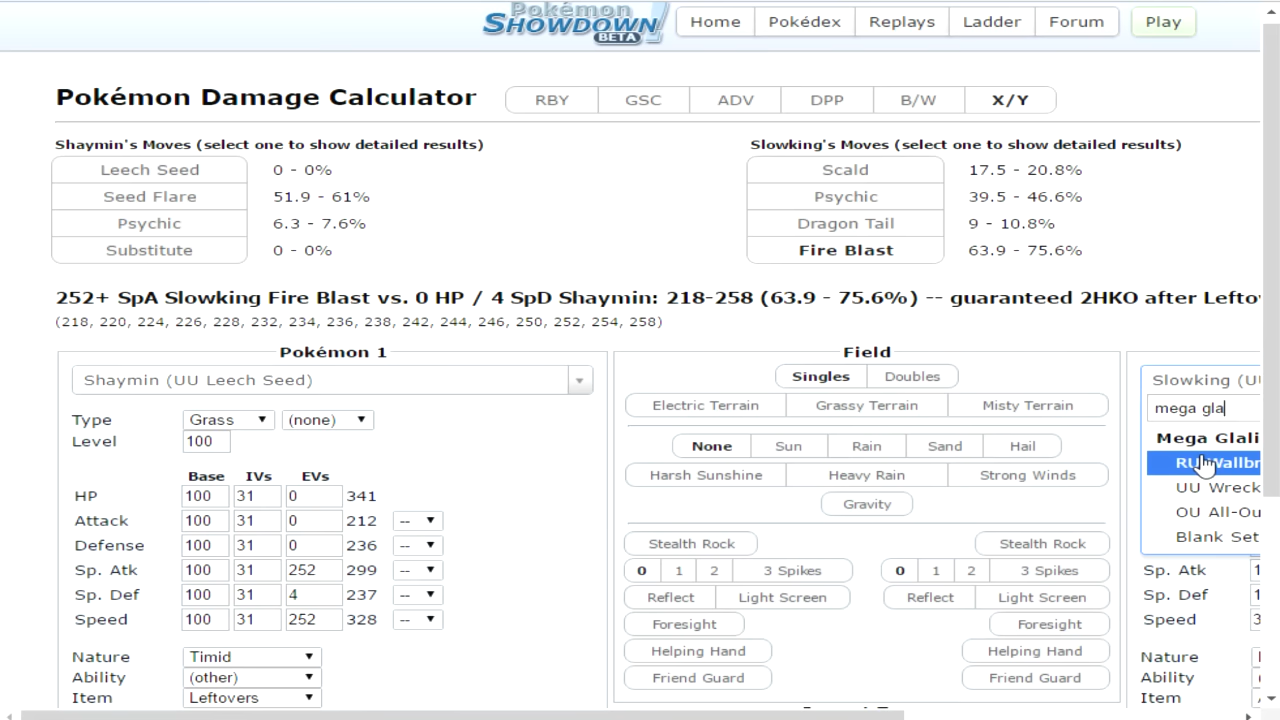 Pokémon
SHOWDOWN
BETA
Home Pokédex Replays Ladder Forum Play
Pokémon Damage Calculator RBY GSC ADV DPP B/W X/Y
Shaymin's Moves (select one to show detailed results)
Leech Seed 0 - 0%
Seed Flare 51.9 - 61%
Psychic 6.3 - 7.6%
Substitute 0 - 0%
Slowking's Moves (select one to show detailed results)
Scald 17.5 - 20.8%
Psychic 39.5 - 46.6%
Dragon Tail 9 - 10.8%
Fire Blast 63.9 - 75.6%
252+ SpA Slowking Fire Blast vs. 0 HP / 4 SpD Shaymin: 218-258 (63.9 - 75.6%) -- guaranteed 2HKO after Lefto
(218, 220, 224, 226, 228, 232, 234, 236, 238, 242, 244, 246, 250, 252, 254, 258)
Pokémon 1
Shaymin (UU Leech Seed)
Type Grass (none)
Level 100
Base IVs EVs
HP 100 31 0 341
Attack 100 31 0 212 --
Defense 100 31 0 236 --
Sp. Atk 100 31 252 299 --
Sp. Def 100 31 4 237 --
Speed 100 31 252 328 --
Nature Timid
Ability (other)
Item Leftovers
Field
Singles Doubles
Electric Terrain Grassy Terrain Misty Terrain
None Sun Rain Sand Hail
Harsh Sunshine Heavy Rain Strong Winds
Gravity
Stealth Rock Stealth Rock
0 1 2 3 Spikes 0 1 2 3 Spikes
Reflect Light Screen Reflect Light Screen
Foresight Foresight
Helping Hand Helping Hand
Friend Guard Friend Guard
Slowking (UU
mega gla
Mega Glali
RU Wallbr
UU Wreck
OU All-Ou
Blank Set
Sp. Atk 1
Sp. Def 1
Speed 3
Nature
Ability
Item